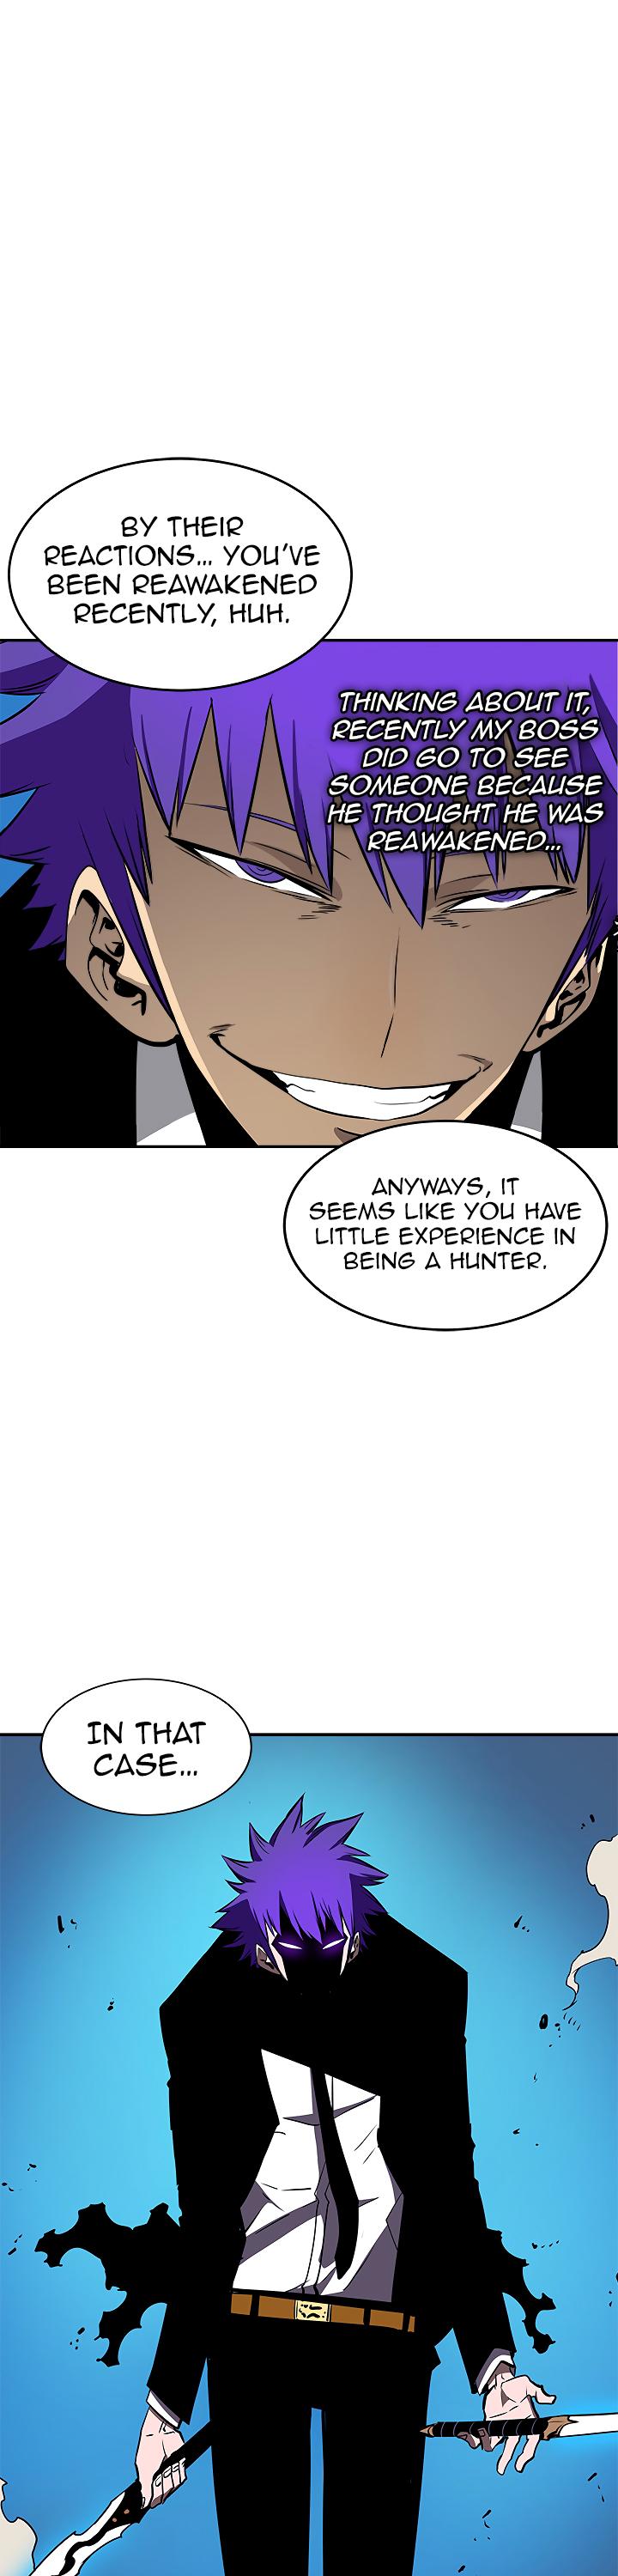 BY THEIR
REACTIONS... YOU'VE
BEEN REAWAKENED
RECENTLY, HUH.
THINKING ABOUT IT,
RECENTLY MY BOSS
DID GO TO SEE
SOMEONE BECAUSE
HE THOUGHT HE WAS
REAWAKENED...
ANYWAYS, IT
SEEMS LIKE YOU HAVE
LITTLE EXPERIENCE IN
BEING A HUNTER.
IN THAT
CASE...